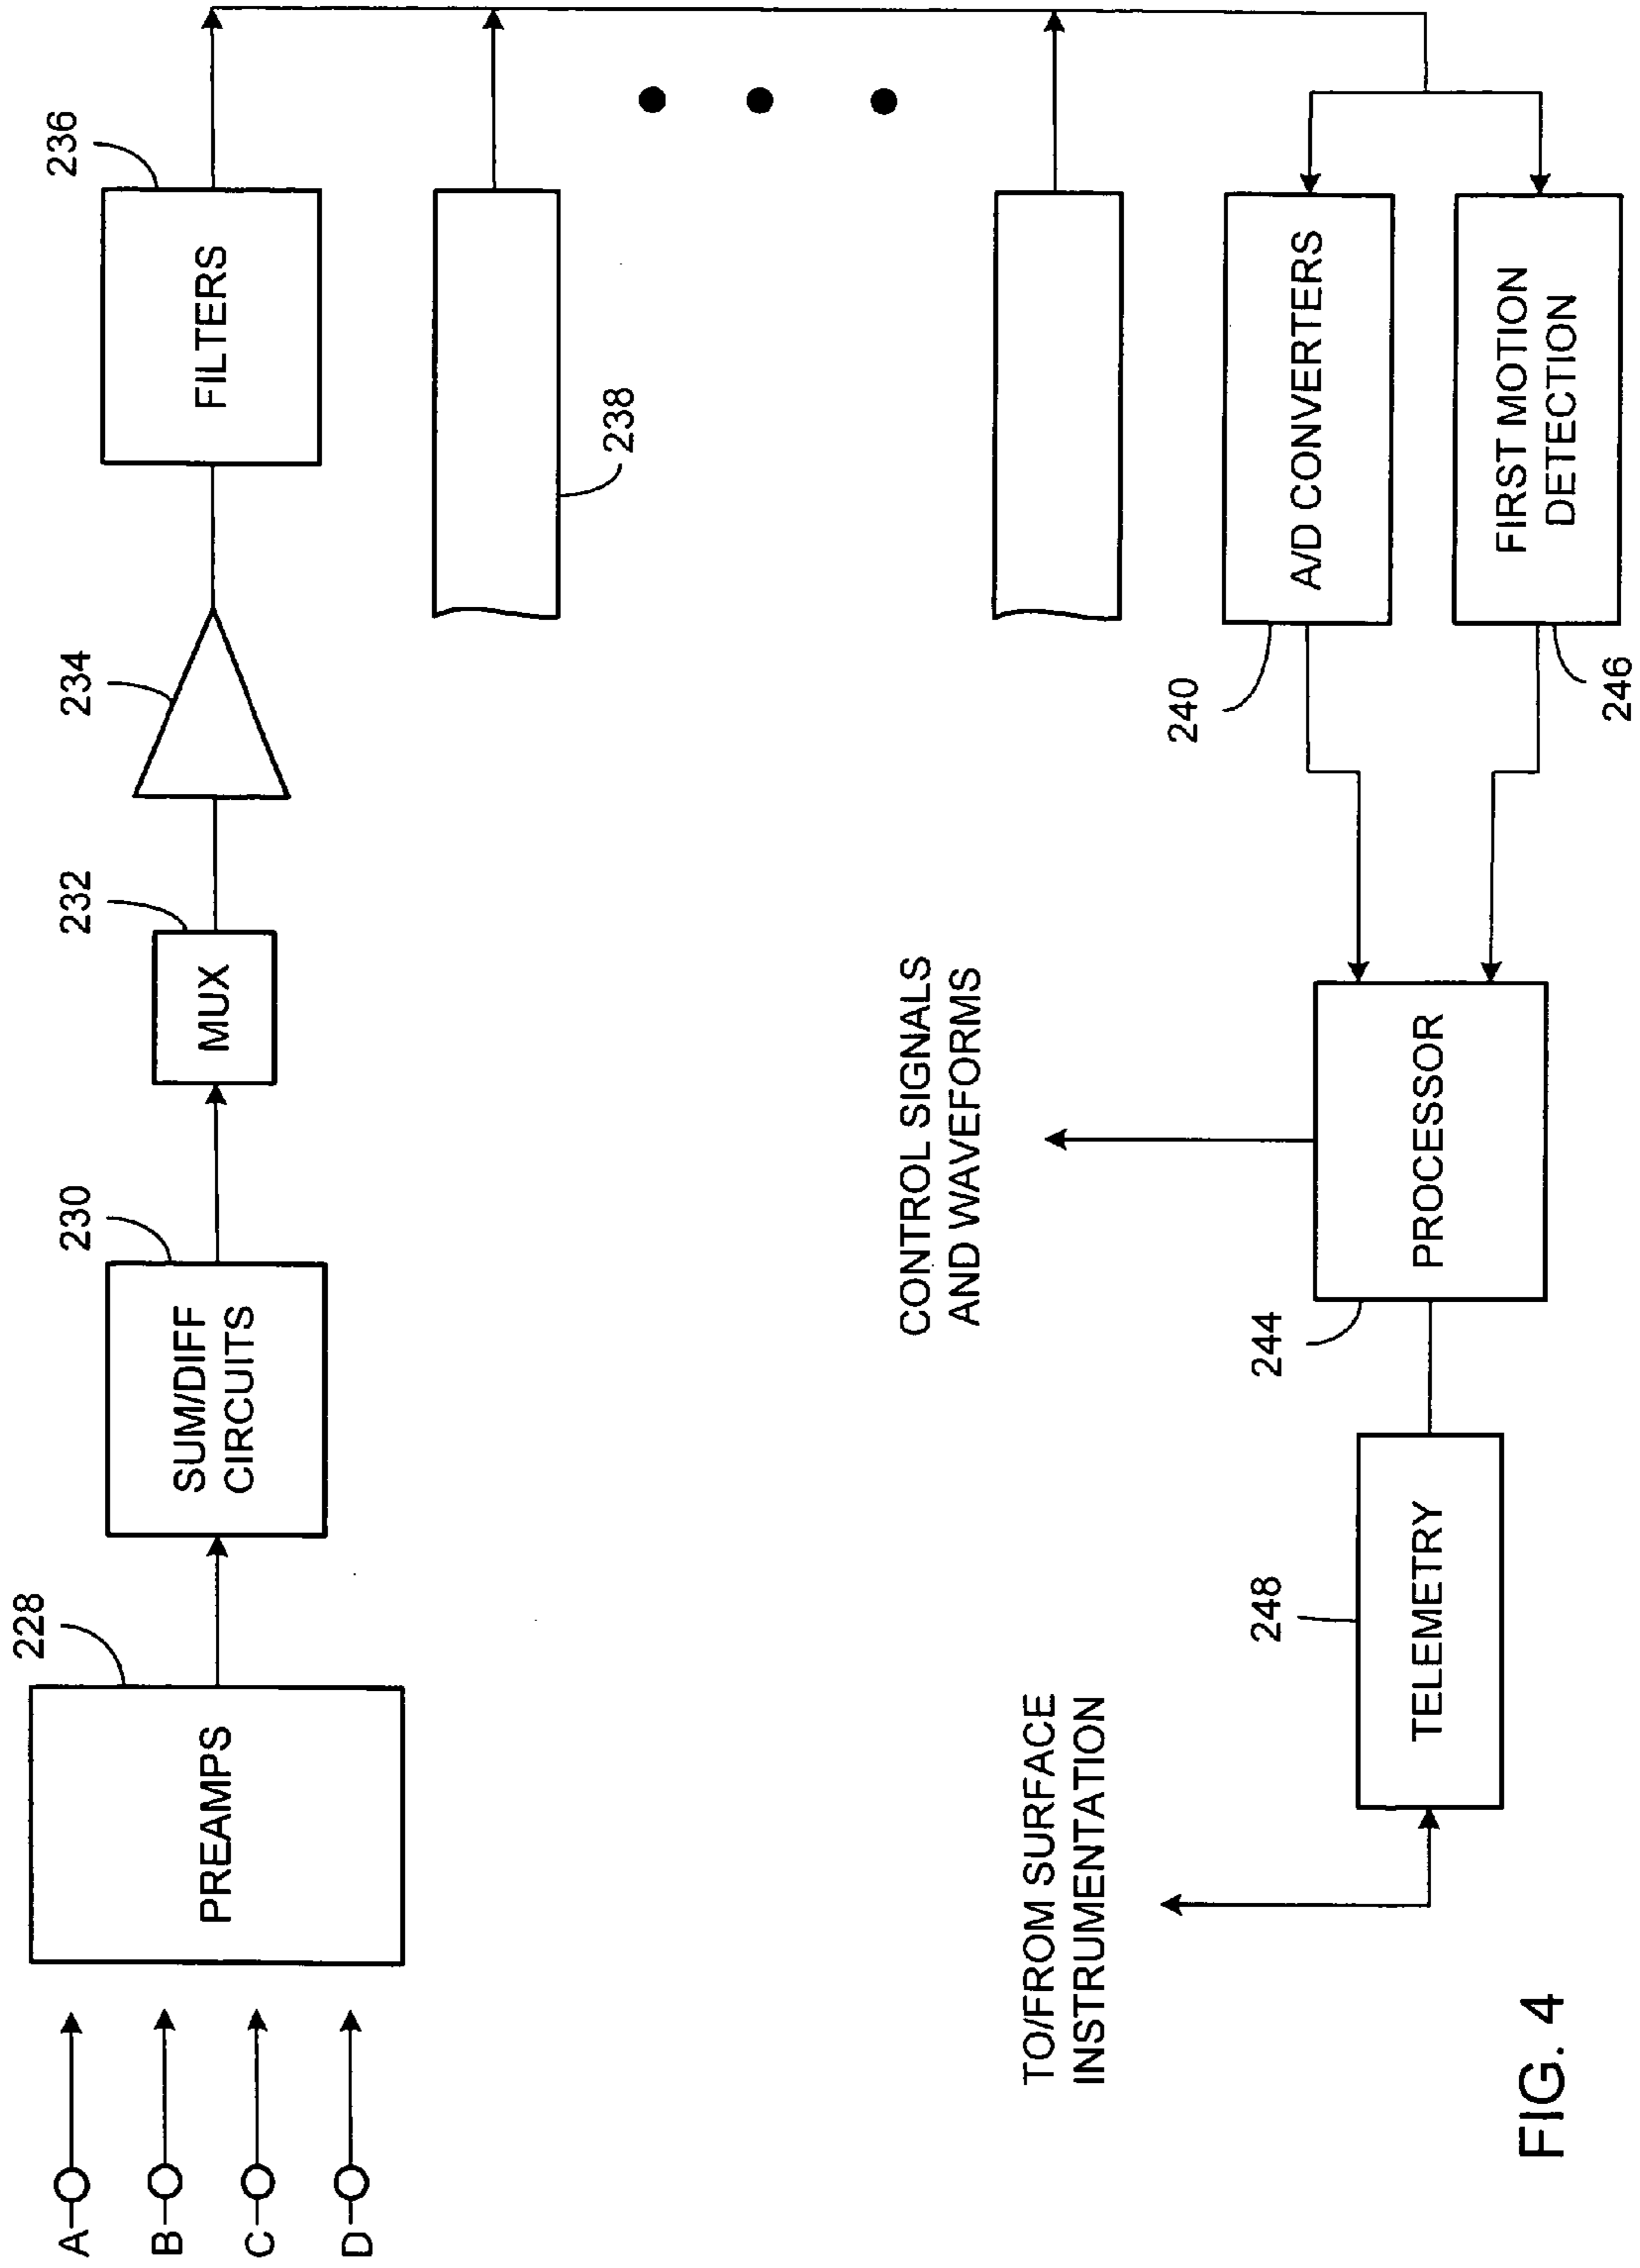 228
230
232
234
236
A
B
C
D
PREAMPS
SUM/DIFF
CIRCUITS
MUX
FILTERS
238
CONTROL SIGNALS
AND WAVEFORMS
TO/FROM SURFACE
INSTRUMENTATION
240
A/D CONVERTERS
248
244
TELEMETRY
PROCESSOR
FIRST MOTION
DETECTION
246
FIG. 4